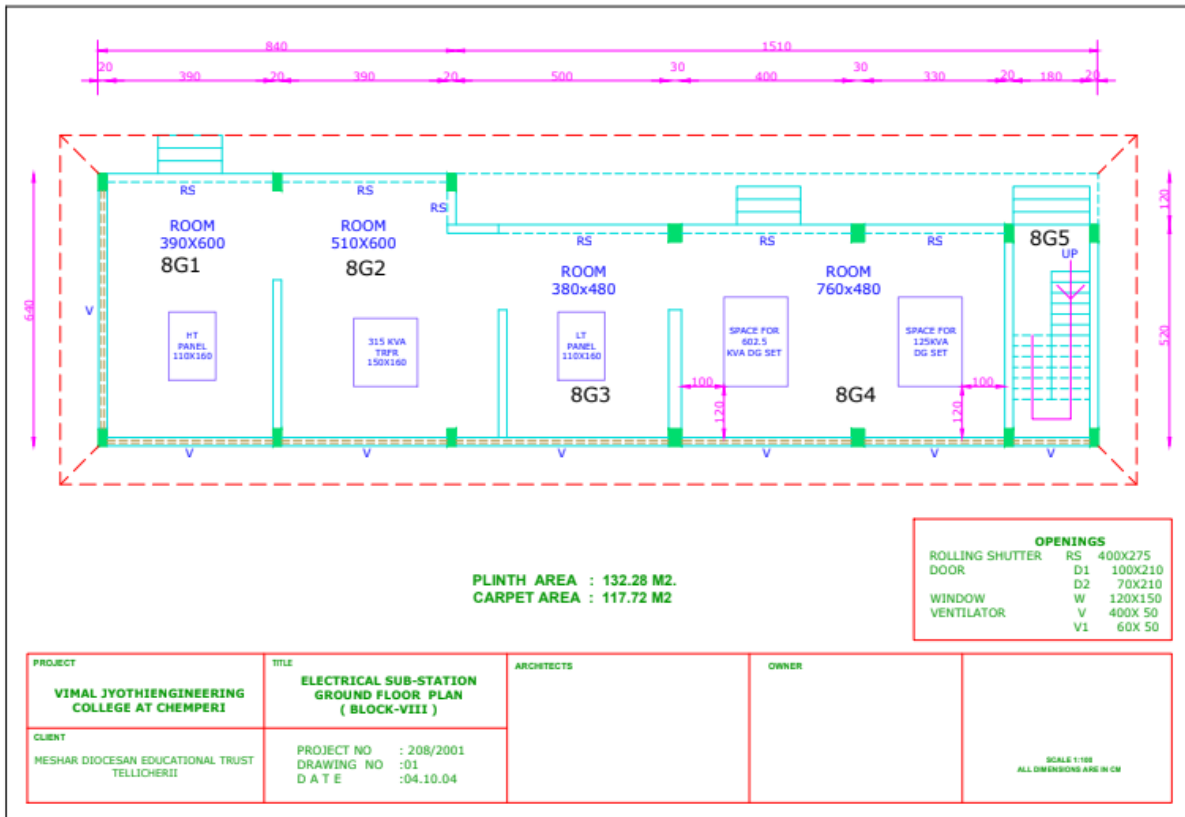 840 1510
20 390 20 390 20 500 30 400 30 330 20 180 20
RS RS
RS
ROOM
390X600
8G1
ROOM
510X600
8G2
RS RS RS
ROOM
380x480
ROOM
760x480
8G5
UP
120
640
520
V
HT
PANEL
110X160
315 KVA
TRFR
150X160
LT
PANEL
110X160
SPACE FOR
602.5
KVA DG SET
SPACE FOR
125KVA
DG SET
8G3
8G4
100 100
120 120
V V V V V V
PLINTH AREA : 132.28 M2.
CARPET AREA : 117.72 M2
OPENINGS
ROLLING SHUTTER RS 400X275
DOOR D1 100X210
D2 70X210
WINDOW W 120X150
VENTILATOR V 400X 50
V1 60X 50
PROJECT
VIMAL JYOTHIENGINEERING
COLLEGE AT CHEMPERI
CLIENT
MESHAR DIOCESAN EDUCATIONAL TRUST
TELLICHERII
TITLE
ELECTRICAL SUB-STATION
GROUND FLOOR PLAN
( BLOCK-VIII )
PROJECT NO : 208/2001
DRAWING NO :01
D A T E :04.10.04
ARCHITECTS
OWNER
SCALE 1:100
ALL DIMENSIONS ARE IN CM